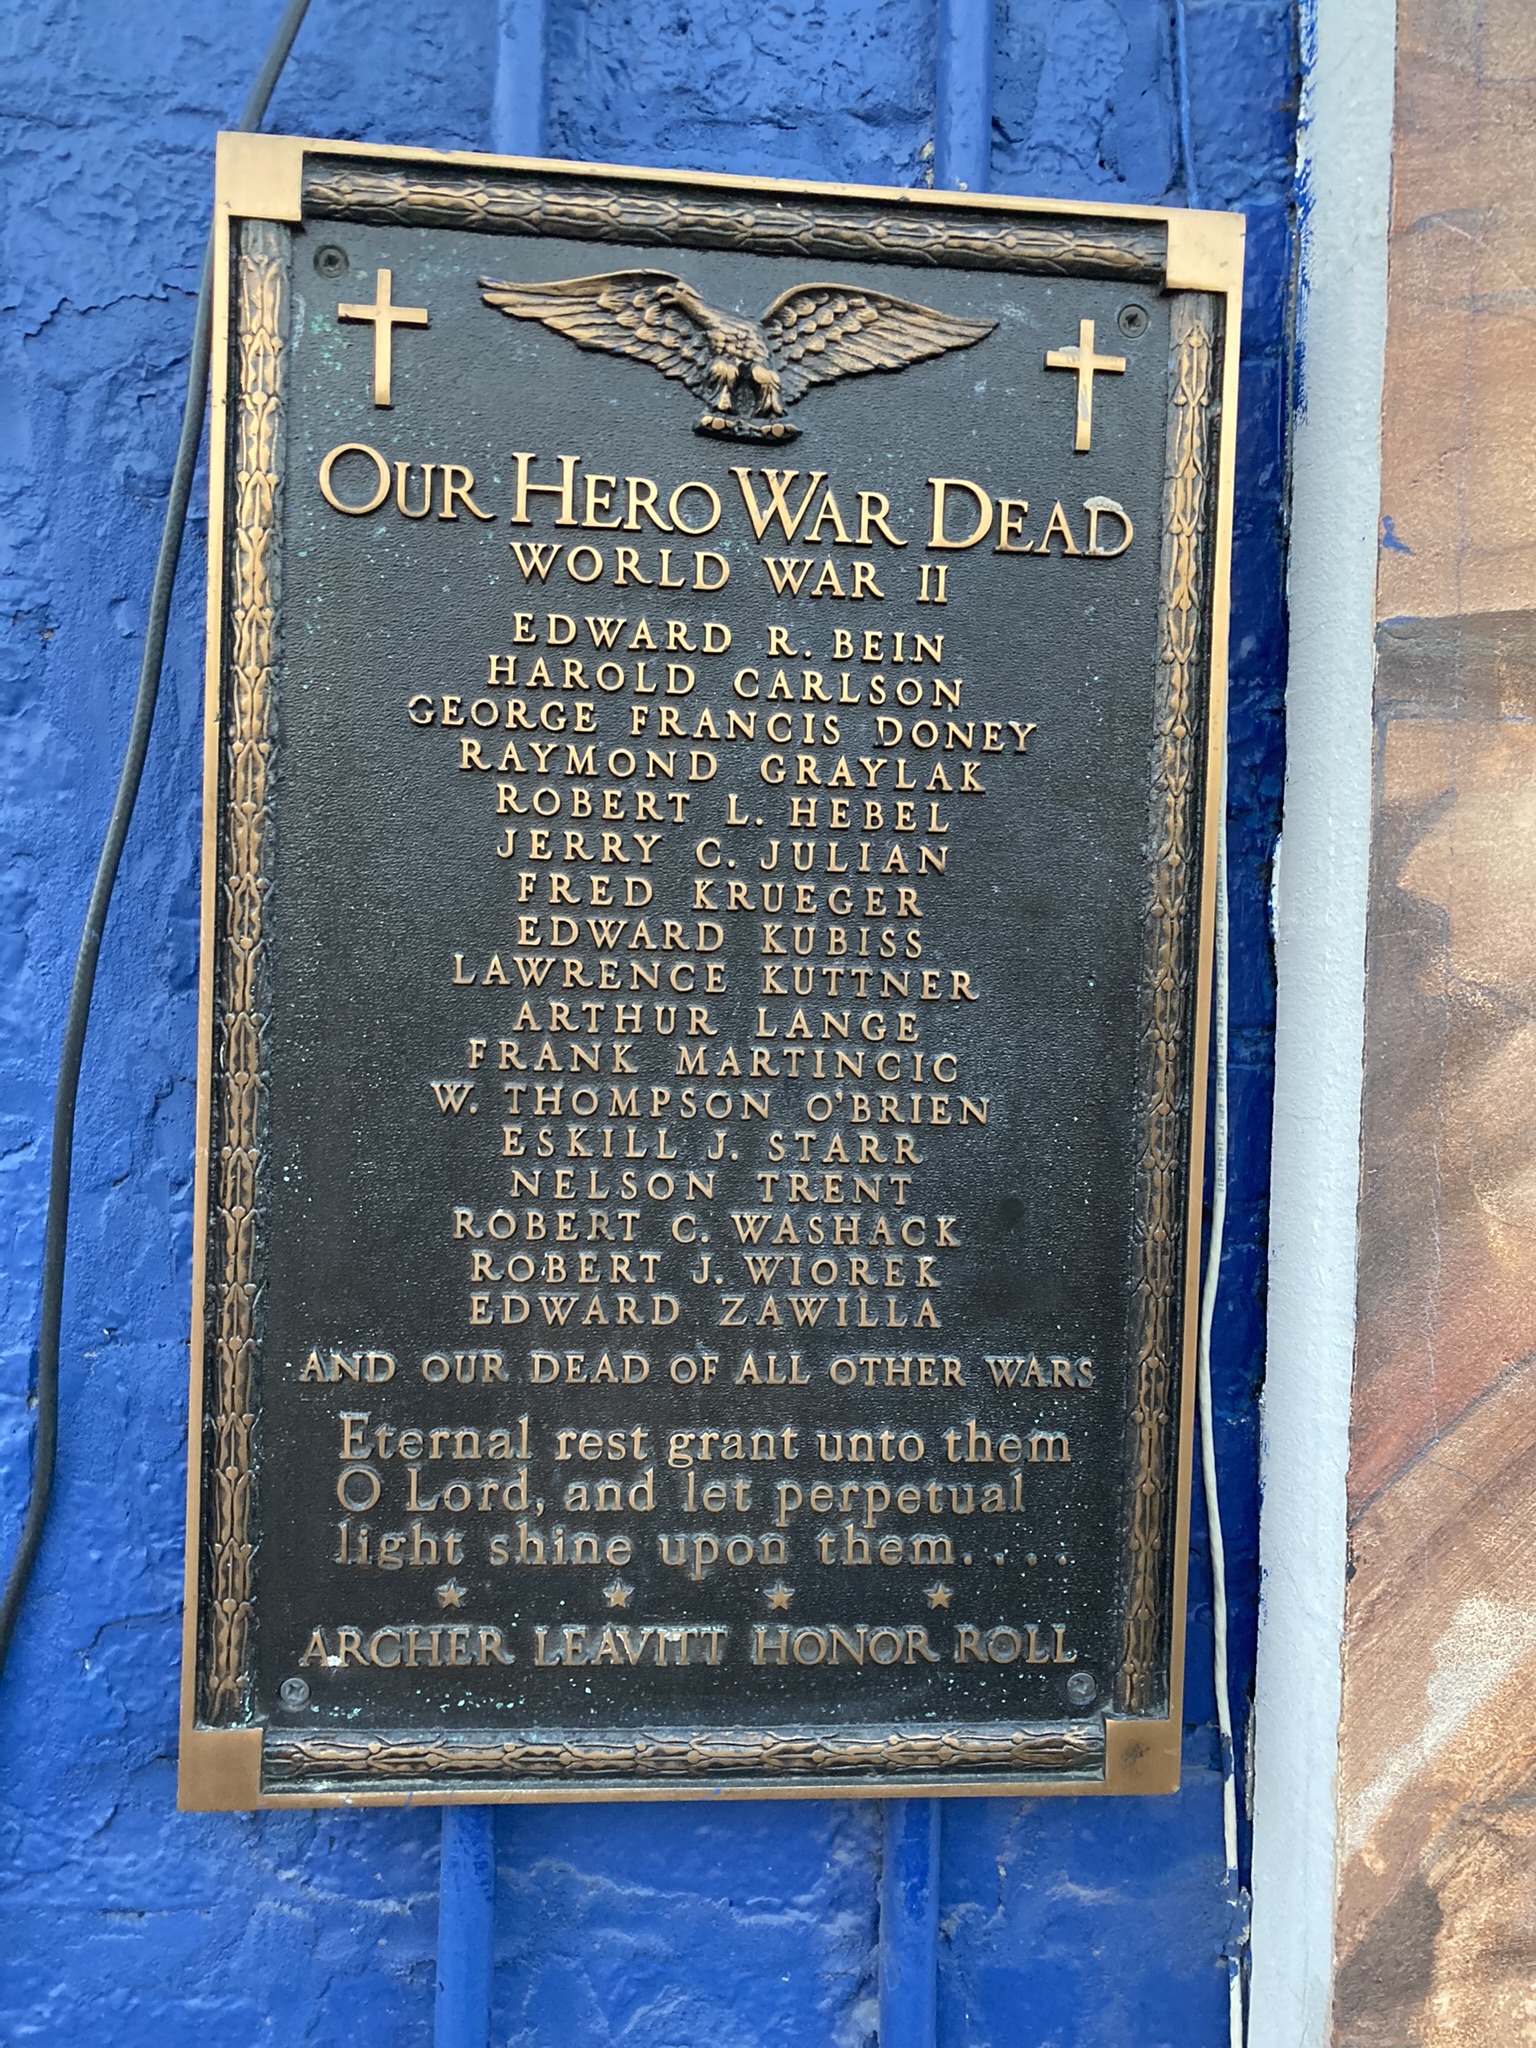 OUR HERO WAR DEAD
WORLD WAR II
EDWARD R. BEIN
HAROLD CARLSON
GEORGE FRANCIS DONEY
RAYMOND GRAYLAK
ROBERT L. HEBEL
JERRY C. JULIAN
FRED KRUEGER
EDWARD KUBISS
LAWRENCE KUTTNER
ARTHUR LANGE
FRANK MARTINCIC
W. THOMPSON O'BRIEN
ESKILL J. STARR
NELSON TRENT
ROBERT C. WASHACK
ROBERT J. WIOREK
EDWARD ZAWILLA
AND OUR DEAD OF ALL OTHER WARS
Eternal rest grant unto them
O Lord, and let perpetual
light shine upon them....
ARCHER LEAVITT HONOR ROLL